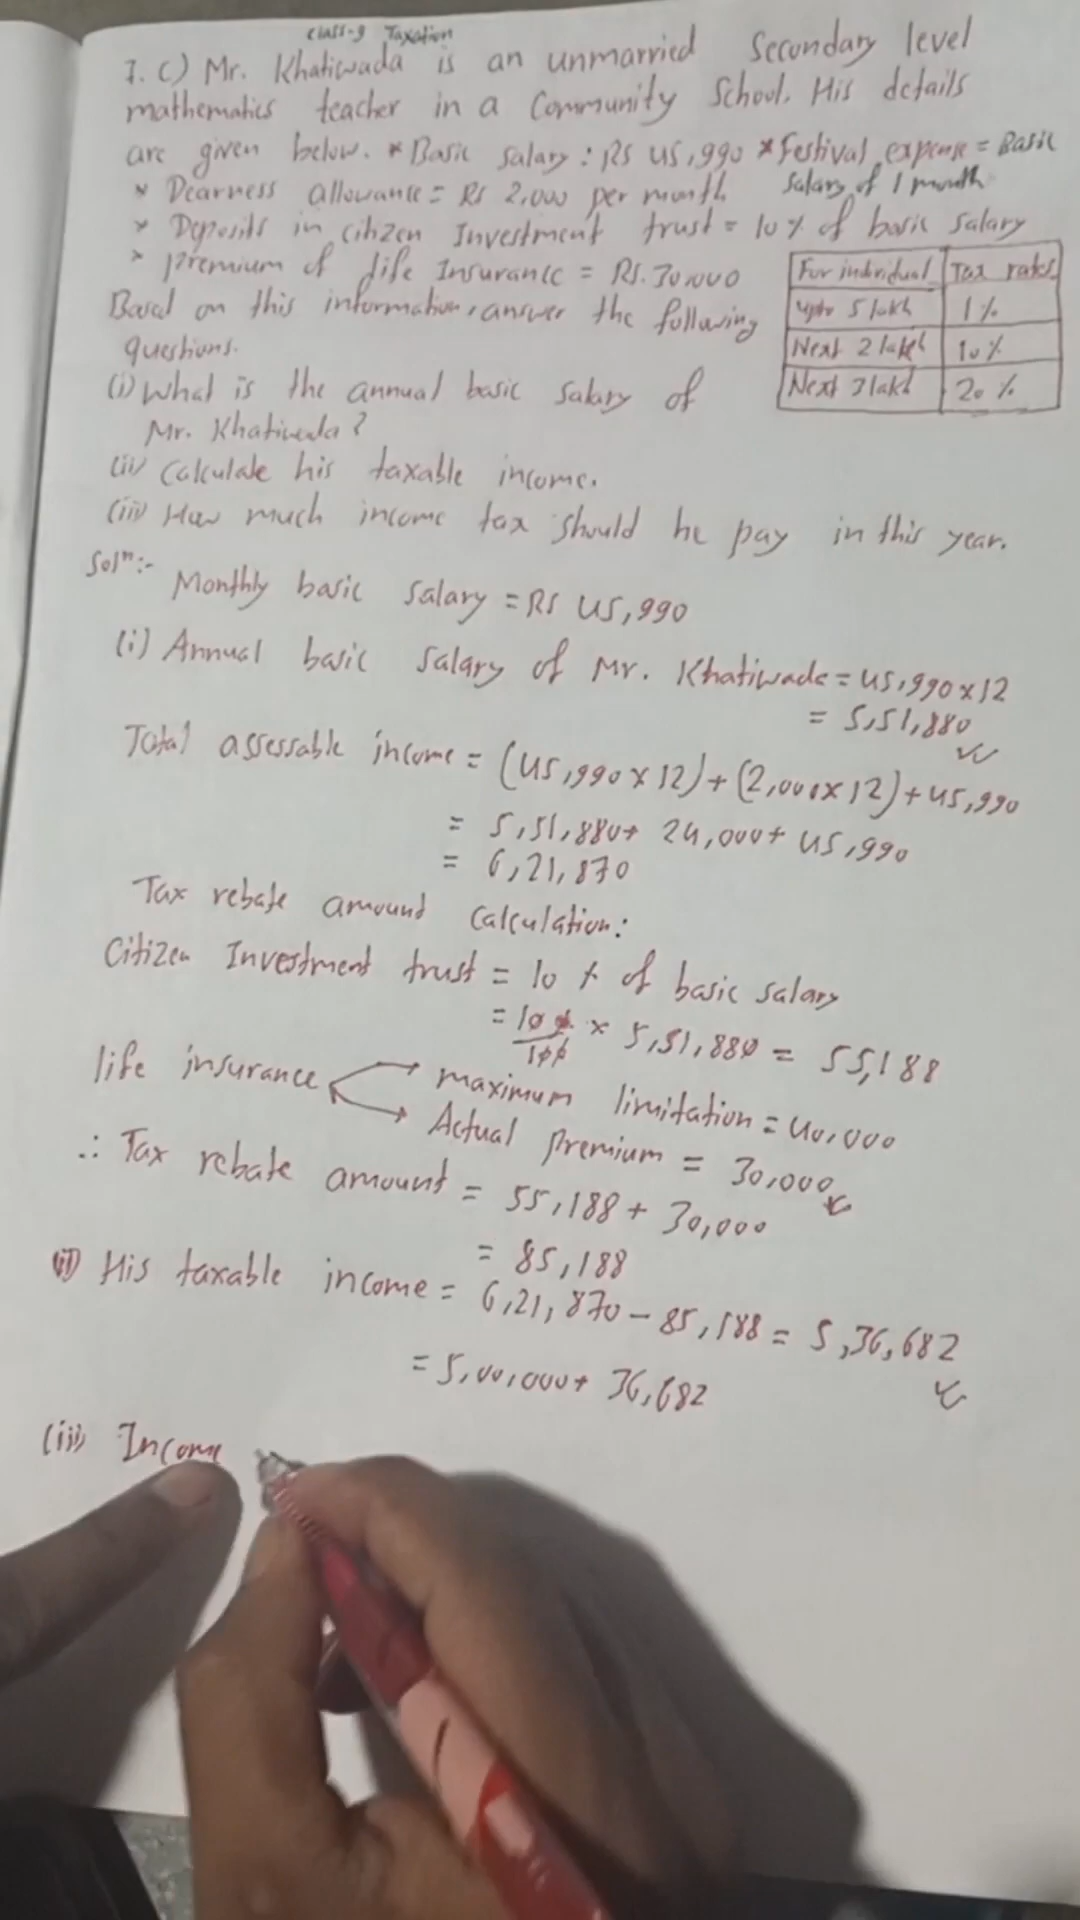 Class-9 Taxation
7. c) Mr. Khatiwada is an unmarried Secondary level
mathematics teacher in a Community School. His details
are given below. * Basic salary : Rs 45,990 * Festival expense = Basic
salary of 1 month
* Dearness allowance = Rs 2,000 per month
* Deposits in citizen Investment trust = 10 % of basic salary
* premium of life Insurance = Rs. 30,000
For individual Tax rates
upto 5 lakh 1 %
Next 2 lakh 10 %
Next 3 lakh 20 %
Based on this information, answer the following
questions.
(i) What is the annual basic salary of
Mr. Khatiwada ?
(ii) Calculate his taxable income.
(iii) How much income tax should he pay in this year.
Solⁿ:-
Monthly basic salary = Rs 45,990
(i) Annual basic salary of Mr. Khatiwada = 45,990 x 12
= 5,51,880
Total assessable income = (45,990 x 12) + (2,000 x 12) + 45,990
= 5,51,880 + 24,000 + 45,990
= 6,21,870
Tax rebate amount Calculation:
Citizen Investment trust = 10 % of basic salary
= 10/100 × 5,51,880 = 55,188
life insurance → maximum limitation = 40,000
→ Actual premium = 30,000
∴ Tax rebate amount = 55,188 + 30,000
= 85,188
(ii) His taxable income = 6,21,870 - 85,188 = 5,36,682
= 5,00,000 + 36,682
(iii) Income